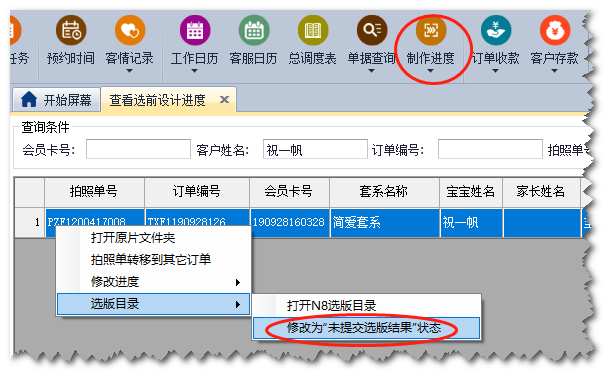 任务 预约时间 客情记录 工作日历 客服日历 总调度表 单据查询 制作进度 订单收款 客户存款
开始屏幕 查看选前设计进度 ×
查询条件
会员卡号: 客户姓名: 祝一帆 订单编号: 拍照单号
拍照单号 订单编号 会员卡号 套系名称 宝宝姓名 家长姓名
1 PZF1200417008 TXF1190928126 190928160328 简爱套系 祝一帆
打开原片文件夹
拍照单转移到其它订单
修改进度
选版目录
打开N8选版目录
修改为“未提交选版结果”状态